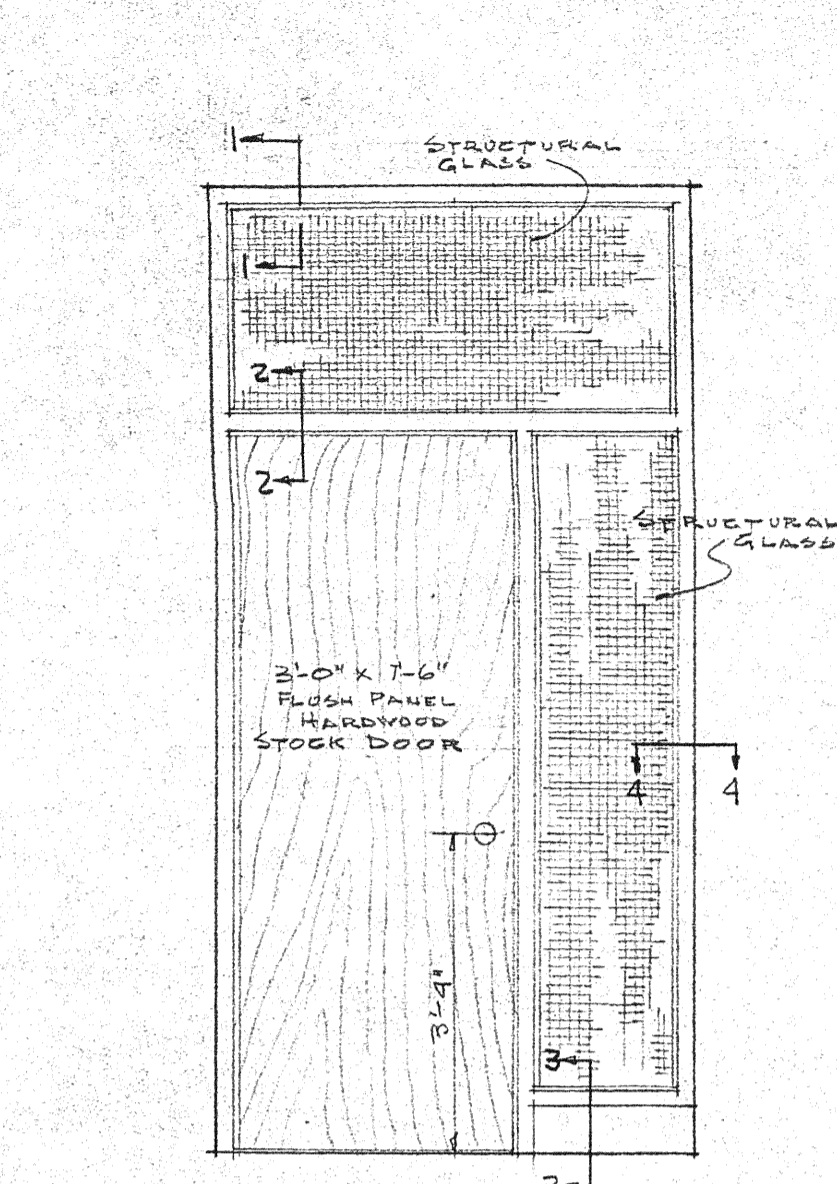 1
STRUCTURAL
GLASS
1
2
2
STRUCTURAL
GLASS
3'-0" X 7'-6"
FLUSH PANEL
HARDWOOD
STOCK DOOR
4 4
3'-4"
3